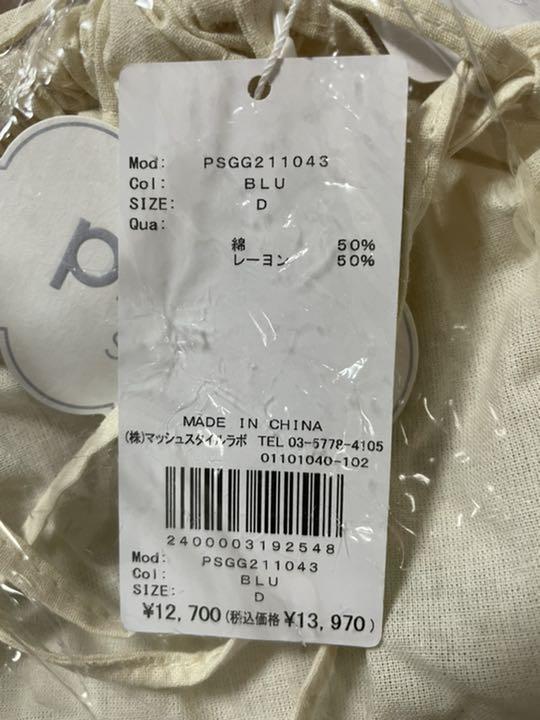 Mod: PSGG211043
Col: BLU
SIZE: D
Qua:
綿 50%
レーヨン 50%
MADE IN CHINA
(株)マッシュスタイルラボ TEL 03-5778-4105
01101040-102
2400003192548
Mod: PSGG211043
Col: BLU
SIZE: D
¥12,700(税込価格 ¥13,970)
p
s